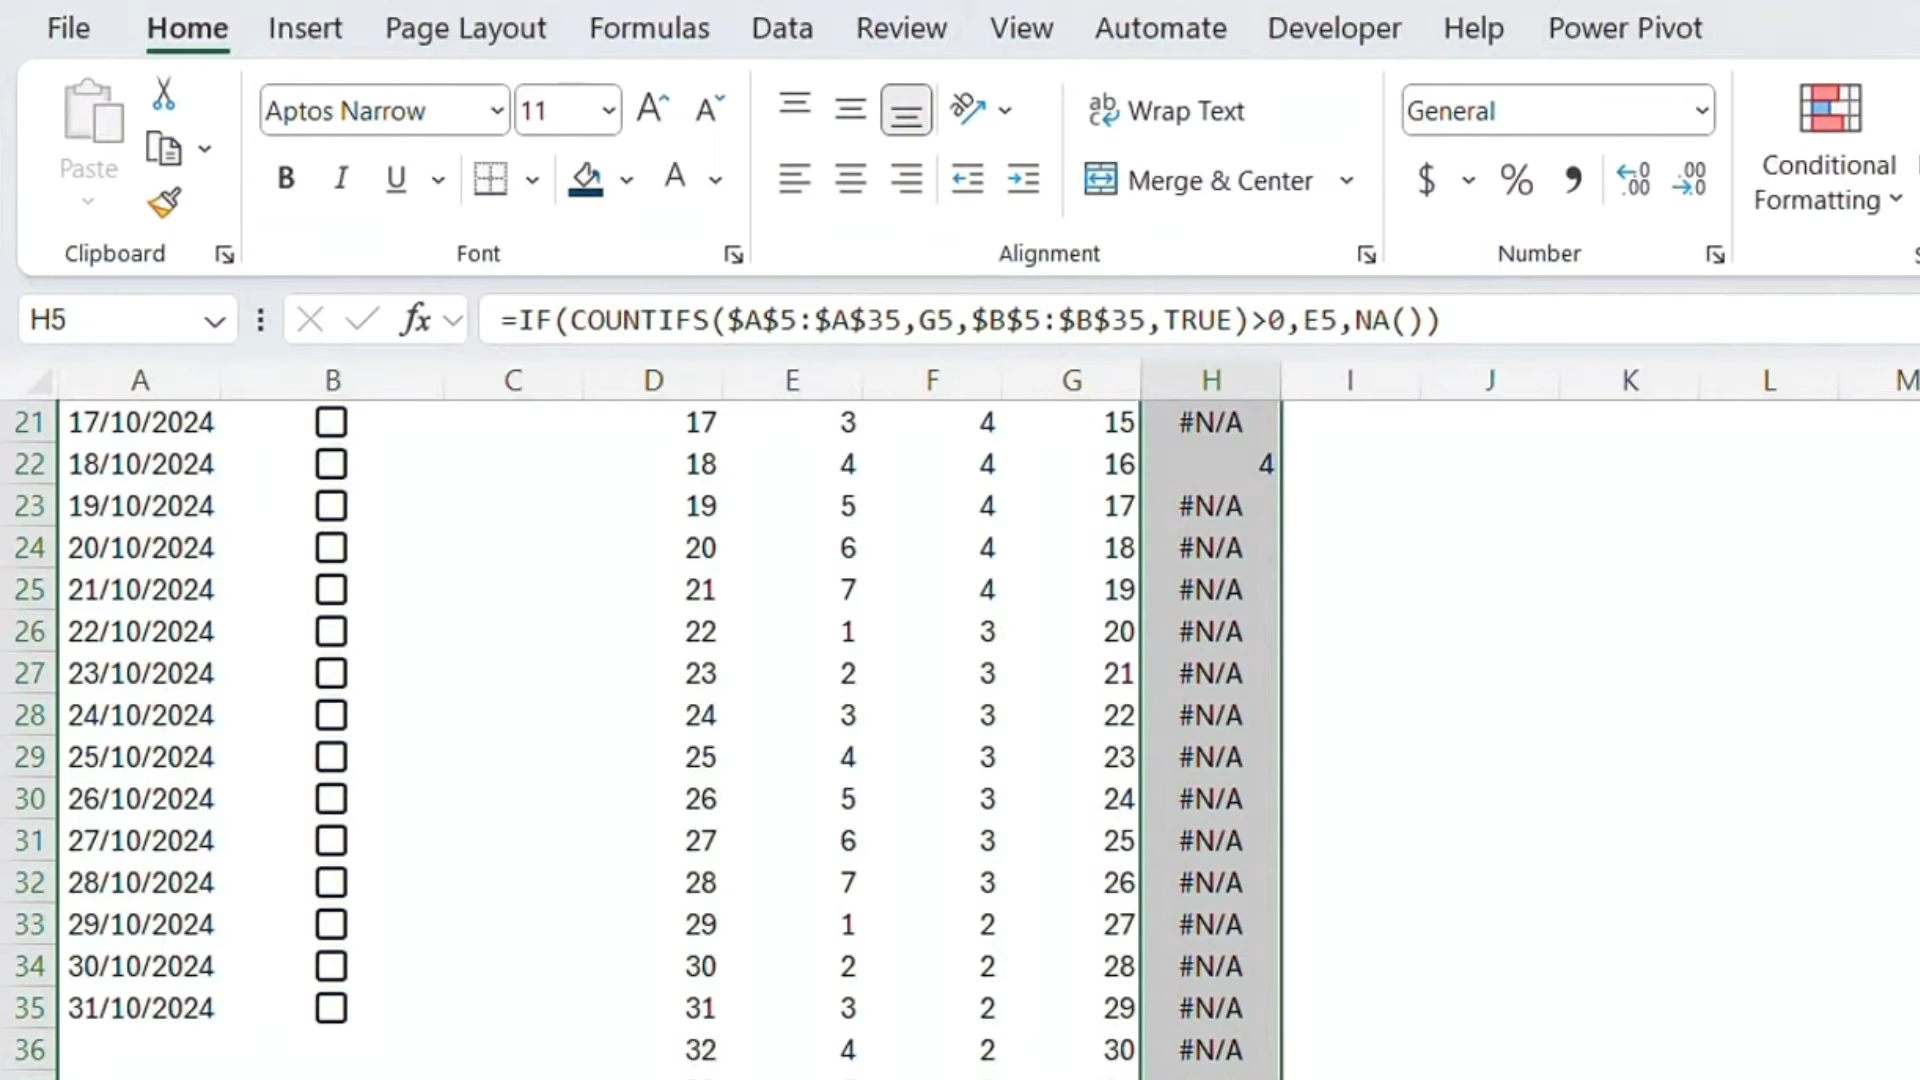 File Home Insert Page Layout Formulas Data Review View Automate Developer Help Power Pivot
Paste
Clipboard
Aptos Narrow 11 A A
B I U A
Font
Wrap Text
Merge & Center
Alignment
General
$ % ,
Number
Conditional
Formatting
H5 fx =IF(COUNTIFS($A$5:$A$35,G5,$B$5:$B$35,TRUE)>0,E5,NA())
A B C D E F G H I J K L M
21 17/10/2024 17 3 4 15 #N/A
22 18/10/2024 18 4 4 16 4
23 19/10/2024 19 5 4 17 #N/A
24 20/10/2024 20 6 4 18 #N/A
25 21/10/2024 21 7 4 19 #N/A
26 22/10/2024 22 1 3 20 #N/A
27 23/10/2024 23 2 3 21 #N/A
28 24/10/2024 24 3 3 22 #N/A
29 25/10/2024 25 4 3 23 #N/A
30 26/10/2024 26 5 3 24 #N/A
31 27/10/2024 27 6 3 25 #N/A
32 28/10/2024 28 7 3 26 #N/A
33 29/10/2024 29 1 2 27 #N/A
34 30/10/2024 30 2 2 28 #N/A
35 31/10/2024 31 3 2 29 #N/A
36 32 4 2 30 #N/A